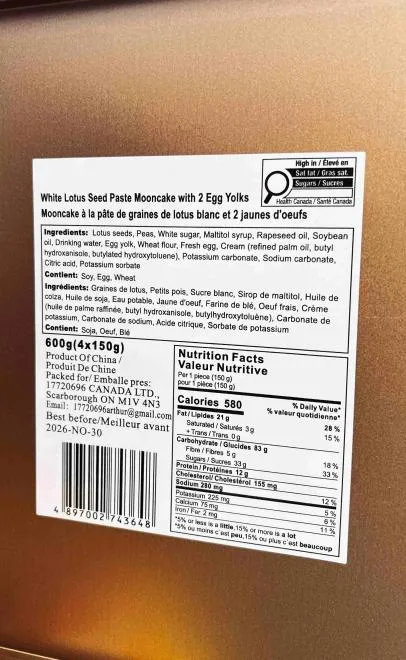 High in / Élevé en
Sat fat / Gras sat.
Sugars / Sucres
Health Canada / Santé Canada
White Lotus Seed Paste Mooncake with 2 Egg Yolks
Mooncake à la pâte de graines de lotus blanc et 2 jaunes d'oeufs
Ingredients: Lotus seeds, Peas, White sugar, Maltitol syrup, Rapeseed oil, Soybean
oil, Drinking water, Egg yolk, Wheat flour, Fresh egg, Cream (refined palm oil, butyl
hydroxanisole, butylated hydroxytoluene), Potassium carbonate, Sodium carbonate,
Citric acid, Potassium sorbate
Contient: Soy, Egg, Wheat
Ingrédients: Graines de lotus, Petits pois, Sucre blanc, Sirop de maltitol, Huile de
colza, Huile de soja, Eau potable, Jaune d'oeuf, Farine de blé, Oeuf frais, Crème
(huile de palme raffinée, butyl hydroxanisole, butylhydroxytoluène), Carbonate de
potassium, Carbonate de sodium, Acide citrique, Sorbate de potassium
Contient: Soja, Oeuf, Blé
600g(4x150g)
Product Of China /
Produit De Chine
Packed for/ Emballe pres:
17720696 CANADA LTD.,
Scarborough ON M1V 4N3
Email: 17720696arthur@gmail.com
Best before/Meilleur avant
2026-NO-30
4 897002 743648
Nutrition Facts
Valeur Nutritive
Per 1 piece (150 g)
pour 1 pièce (150 g)
Calories 580
% Daily Value*
% valeur quotidienne*
Fat / Lipides 21 g 28 %
Saturated / Saturés 3 g 15 %
+ Trans / Trans 0 g
Carbohydrate / Glucides 83 g
Fibre / Fibres 5 g 18 %
Sugars / Sucres 33 g 33 %
Protein / Protéines 12 g
Cholesterol / Cholestérol 155 mg
Sodium 280 mg 12 %
Potassium 225 mg 5 %
Calcium 75 mg 6 %
Iron / Fer 2 mg 11 %
*5% or less is a little,15% or more is a lot
*5% ou moins c'est peu,15% ou plus c'est beaucoup